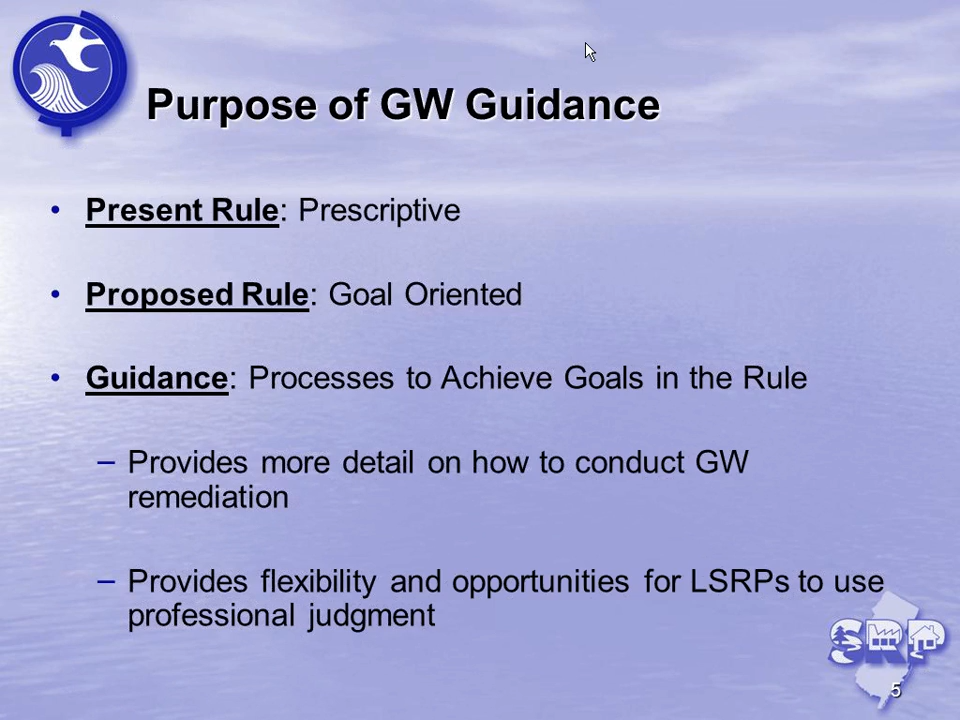 Purpose of GW Guidance
• Present Rule: Prescriptive
• Proposed Rule: Goal Oriented
• Guidance: Processes to Achieve Goals in the Rule
– Provides more detail on how to conduct GW
remediation
– Provides flexibility and opportunities for LSRPs to use
professional judgment
SRP
5